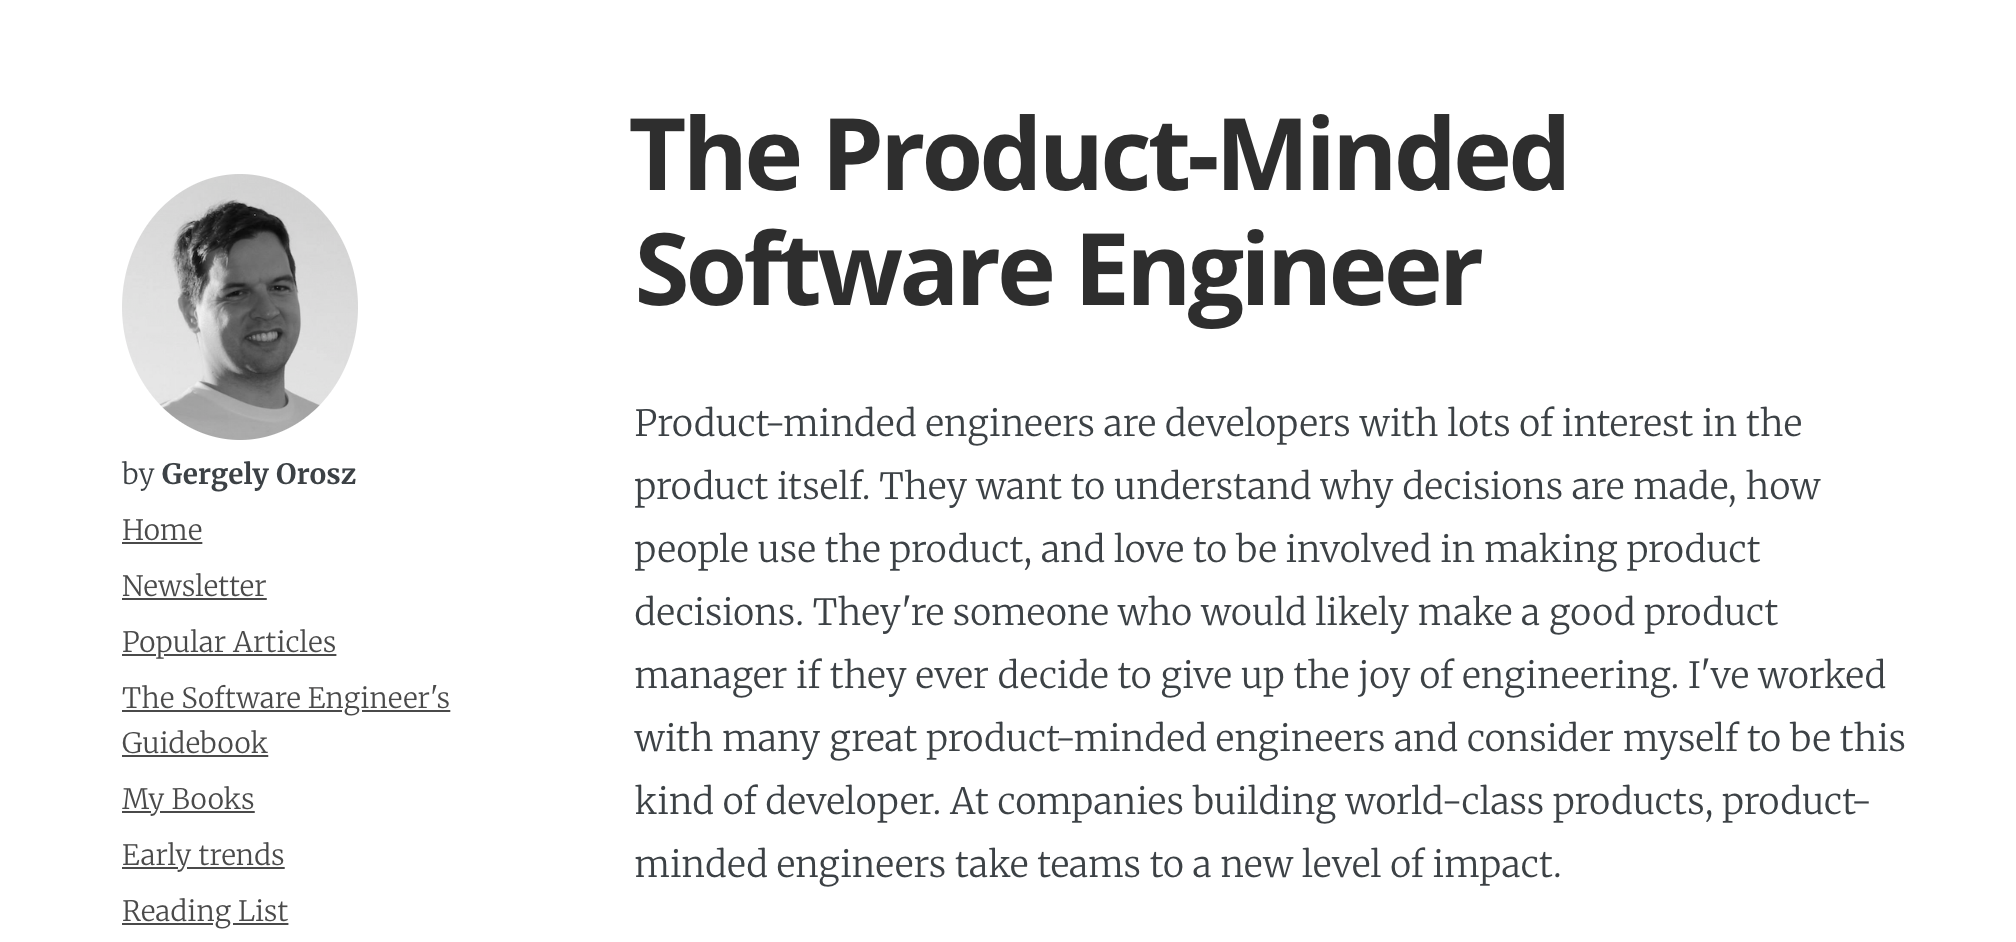 The Product-Minded
Software Engineer
by Gergely Orosz
Home
Newsletter
Popular Articles
The Software Engineer's
Guidebook
My Books
Early trends
Reading List
Product-minded engineers are developers with lots of interest in the
product itself. They want to understand why decisions are made, how
people use the product, and love to be involved in making product
decisions. They're someone who would likely make a good product
manager if they ever decide to give up the joy of engineering. I've worked
with many great product-minded engineers and consider myself to be this
kind of developer. At companies building world-class products, product-
minded engineers take teams to a new level of impact.